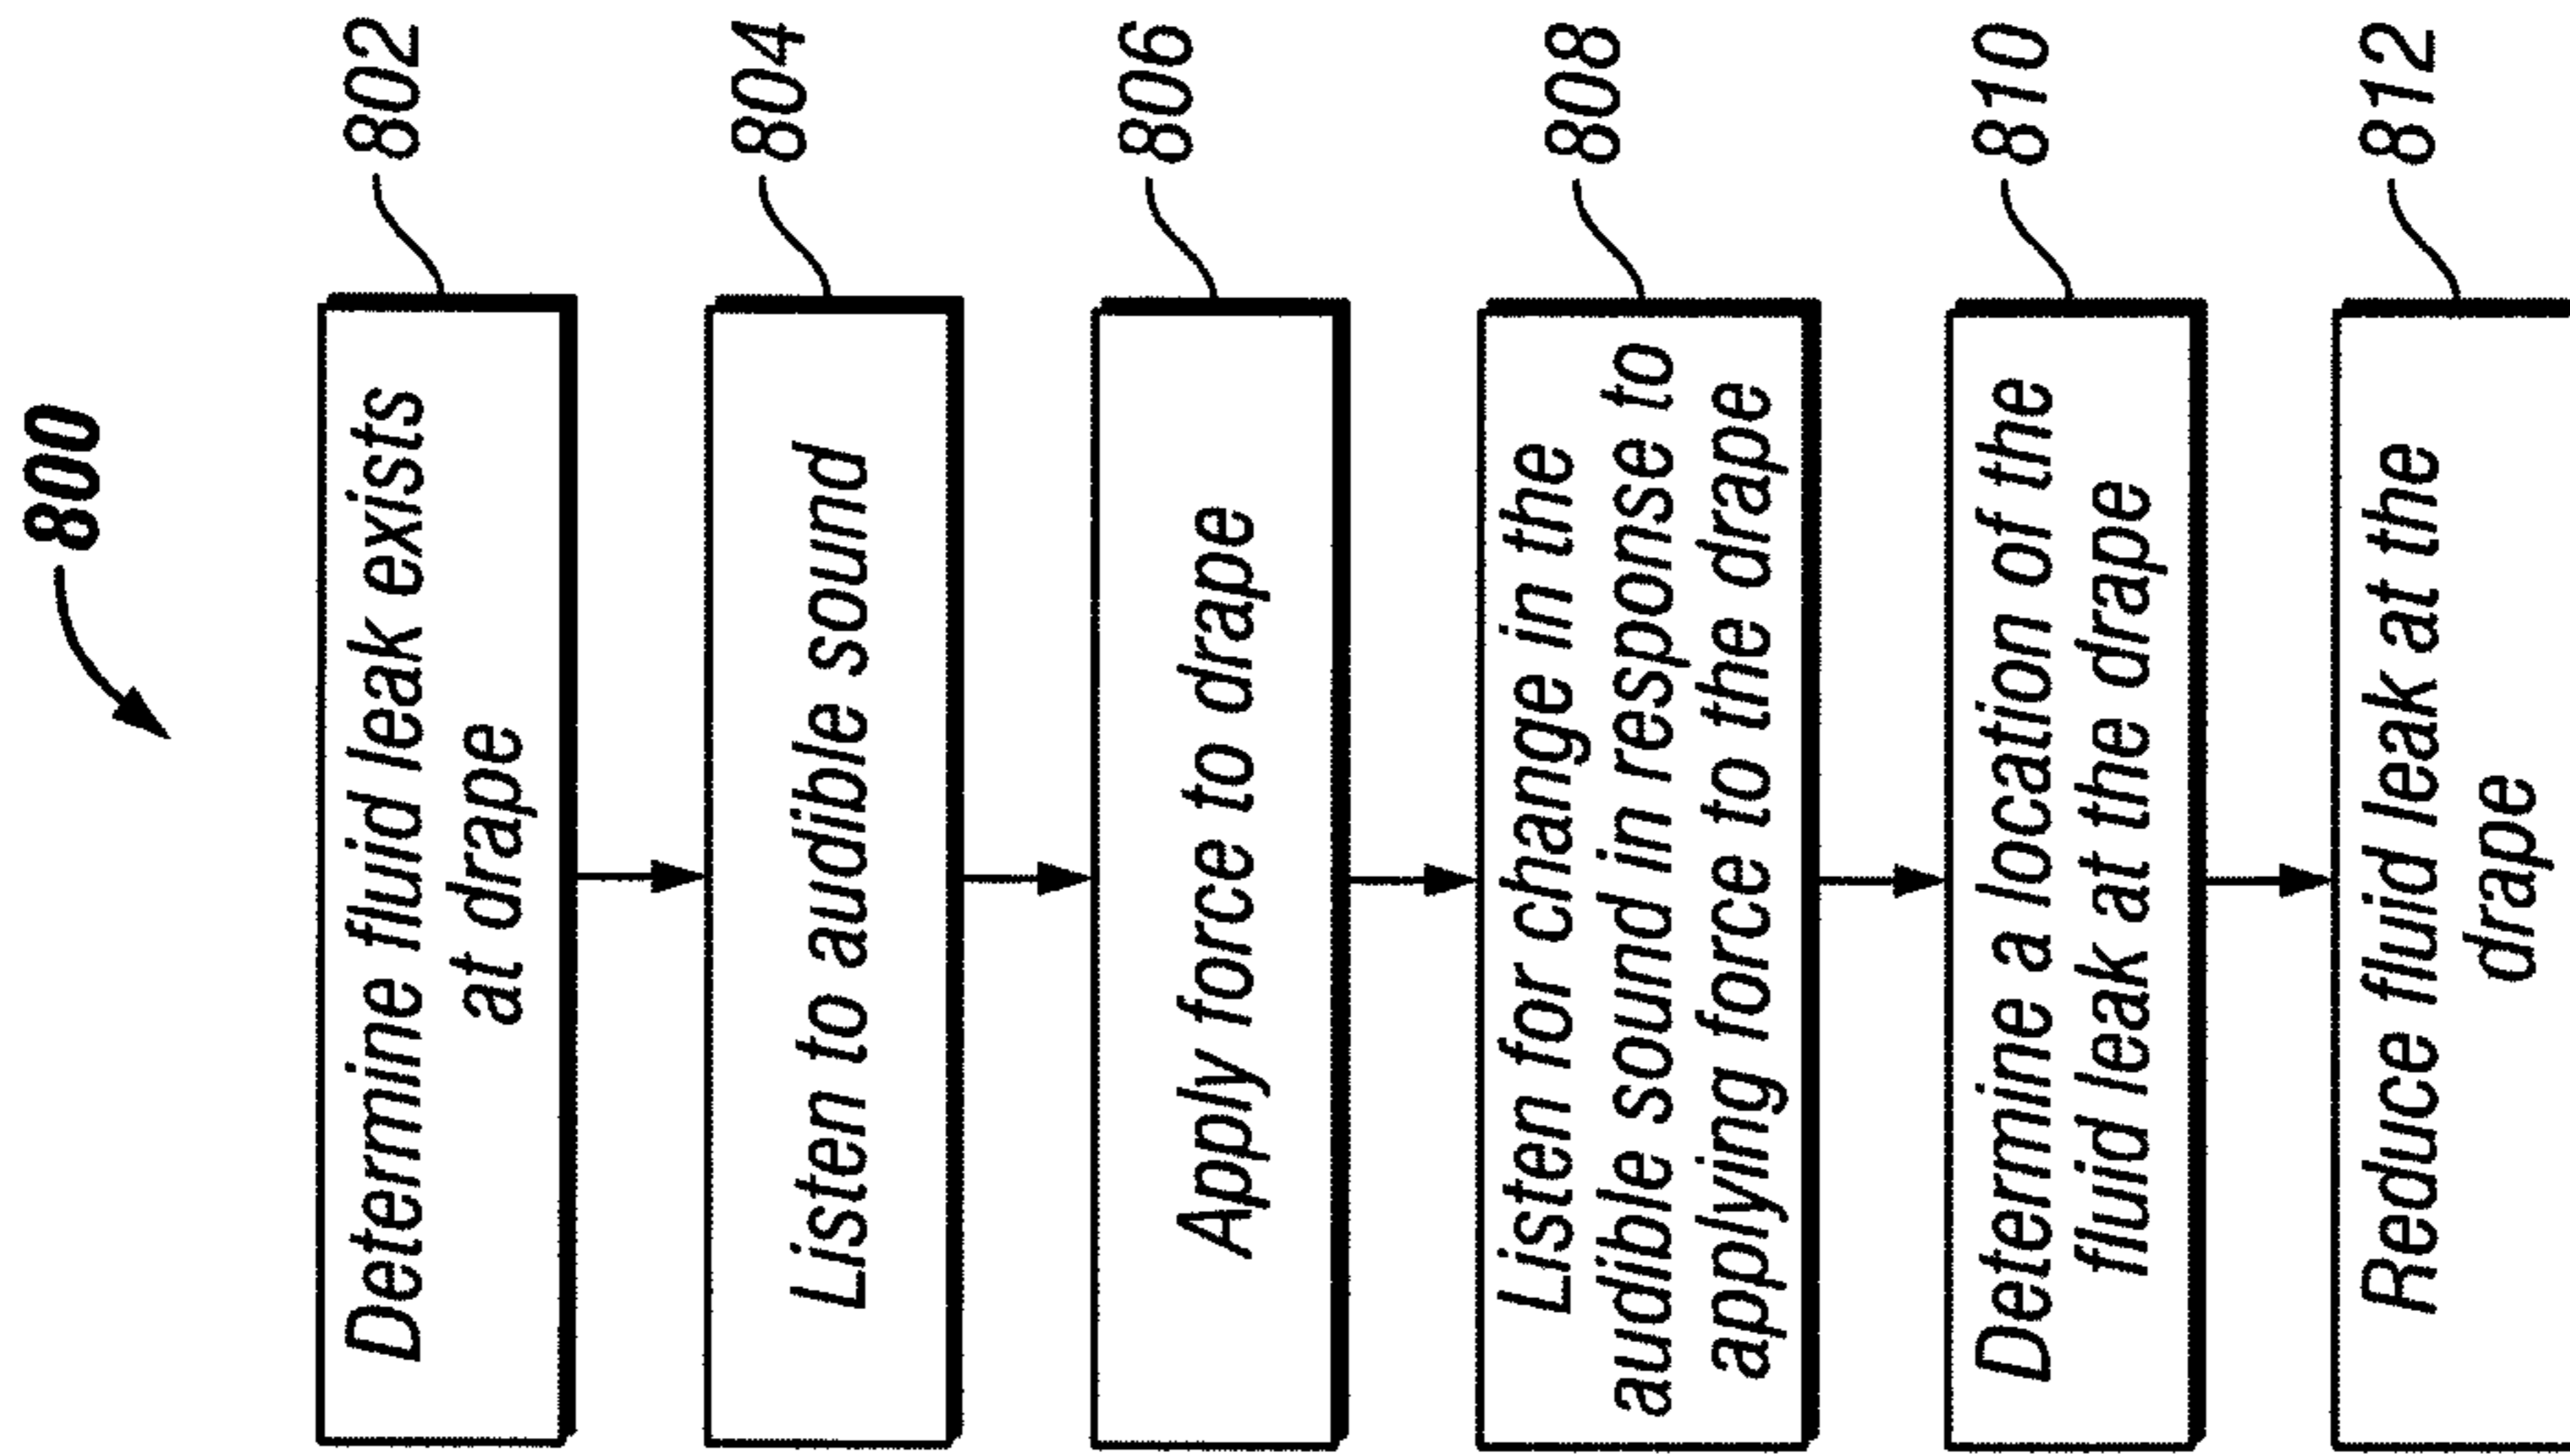 800
Determine fluid leak exists
at drape
802
Listen to audible sound
804
Apply force to drape
806
Listen for change in the
audible sound in response to
applying force to the drape
808
Determine a location of the
fluid leak at the drape
810
Reduce fluid leak at the
drape
812